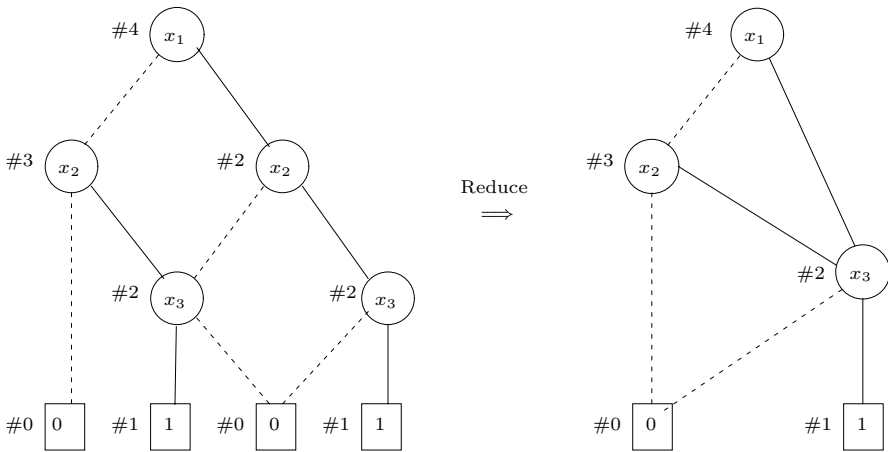 #4 x₁ #4 x₁
#3 x₂ #2 x₂ #3 x₂
Reduce
⟹
#2 x₃ #2 x₃ #2 x₃
#0 0 #1 1 #0 0 #1 1 #0 0 #1 1